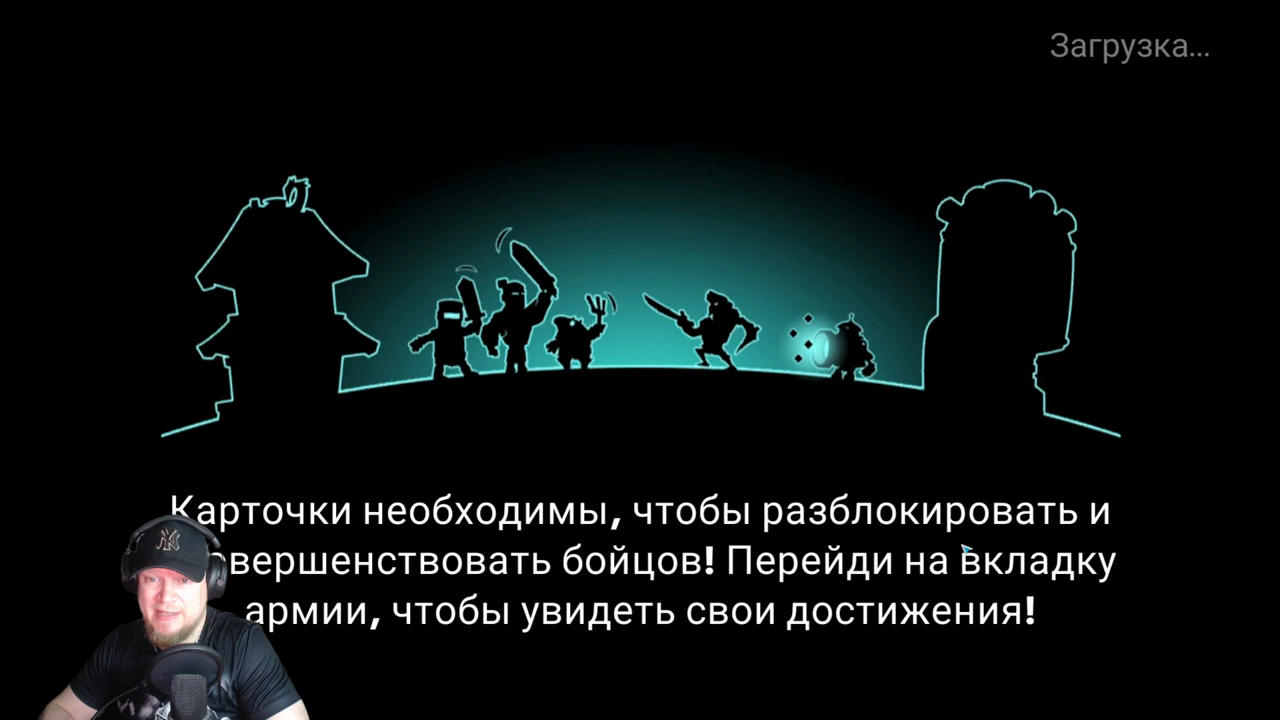 Загрузка...
Карточки необходимы, чтобы разблокировать и
овершенствовать бойцов! Перейди на вкладку
армии, чтобы увидеть свои достижения!